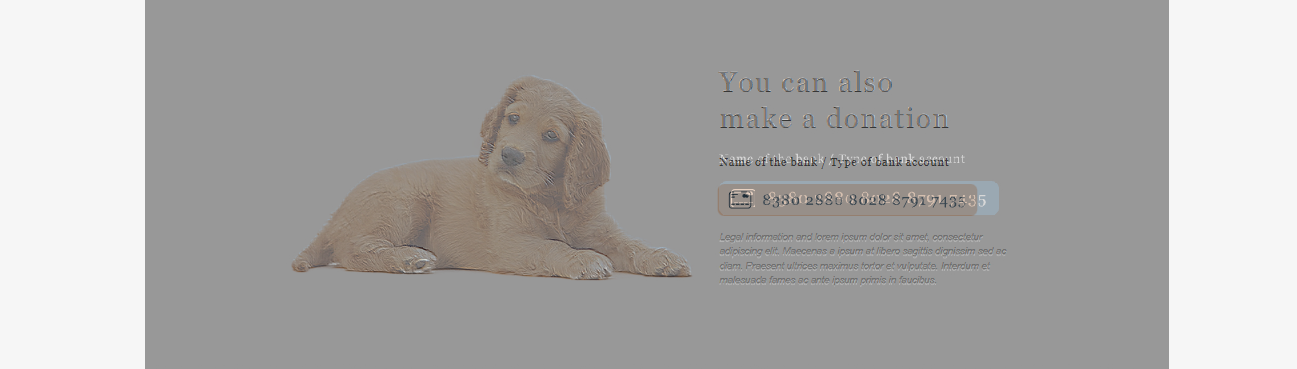 You can also
make a donation
Name of the bank / Type of bank account
8380 2880 8028 8791 7435
Legal information and lorem ipsum dolor sit amet, consectetur
adipiscing elit. Maecenas a ipsum at libero sagittis dignissim sed ac
diam. Praesent ultrices maximus tortor et vulputate. Interdum et
malesuada fames ac ante ipsum primis in faucibus.